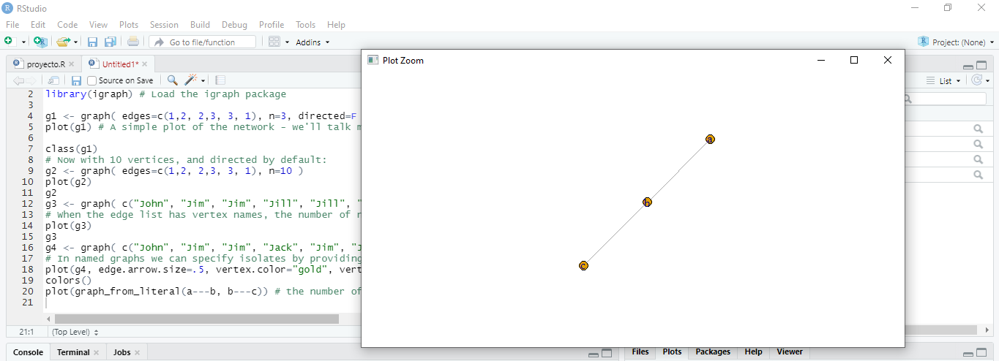 RStudio
File Edit Code View Plots Session Build Debug Profile Tools Help
Go to file/function Addins Project: (None)
Plot Zoom
proyecto.R Untitled1*
Source on Save List
2 library(igraph) # Load the igraph package
3
4 g1 <- graph( edges=c(1,2, 2,3, 3, 1), n=3, directed=F
5 plot(g1) # A simple plot of the network - we'll talk
6
7 class(g1)
8 # Now with 10 vertices, and directed by default:
9 g2 <- graph( edges=c(1,2, 2,3, 3, 1), n=10 )
10 plot(g2)
11 g2
12 g3 <- graph( c("John", "Jim", "Jim", "Jill", "Jill", "
13 # When the edge list has vertex names, the number of
14 plot(g3)
15 g3
16 g4 <- graph( c("John", "Jim", "Jim", "Jack", "Jim", "J
17 # In named graphs we can specify isolates by providing
18 plot(g4, edge.arrow.size=.5, vertex.color="gold", vert
19 colors()
20 plot(graph_from_literal(a---b, b---c)) # the number of
21
a
b
c
21:1 (Top Level)
Console Terminal Jobs Files Plots Packages Help Viewer